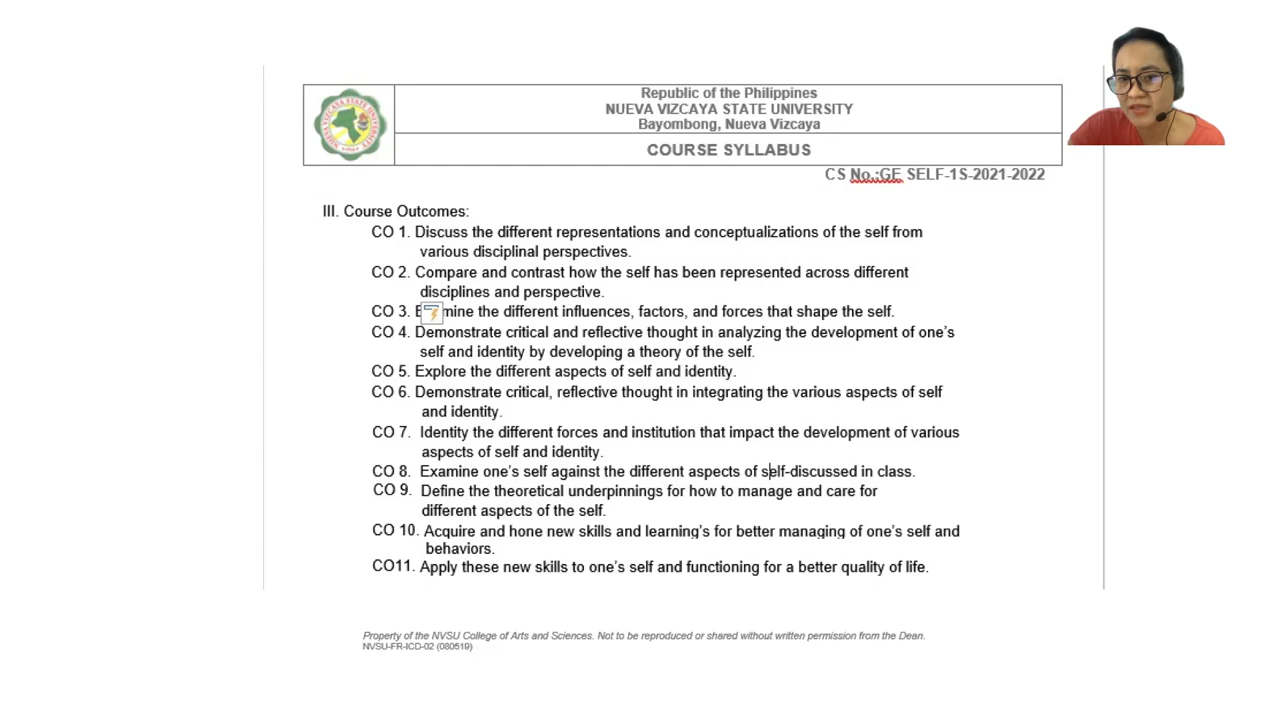 Republic of the Philippines
NUEVA VIZCAYA STATE UNIVERSITY
Bayombong, Nueva Vizcaya
COURSE SYLLABUS
CS No.:GE SELF-1S-2021-2022
NUEVA VIZCAYA STATE UNIVERSITY
III. Course Outcomes:
CO 1. Discuss the different representations and conceptualizations of the self from
various disciplinal perspectives.
CO 2. Compare and contrast how the self has been represented across different
disciplines and perspective.
CO 3. the different influences, factors, and forces that shape the self.
CO 4. Demonstrate critical and reflective thought in analyzing the development of one's
self and identity by developing a theory of the self.
CO 5. Explore the different aspects of self and identity.
CO 6. Demonstrate critical, reflective thought in integrating the various aspects of self
and identity.
CO 7. Identity the different forces and institution that impact the development of various
aspects of self and identity.
CO 8. Examine one's self against the different aspects of self-discussed in class.
CO 9. Define the theoretical underpinnings for how to manage and care for
different aspects of the self.
CO 10. Acquire and hone new skills and learning's for better managing of one's self and
behaviors.
CO11. Apply these new skills to one's self and functioning for a better quality of life.
Property of the NVSU College of Arts and Sciences. Not to be reproduced or shared without written permission from the Dean.
NVSU-FR-ICD-02 (080519)